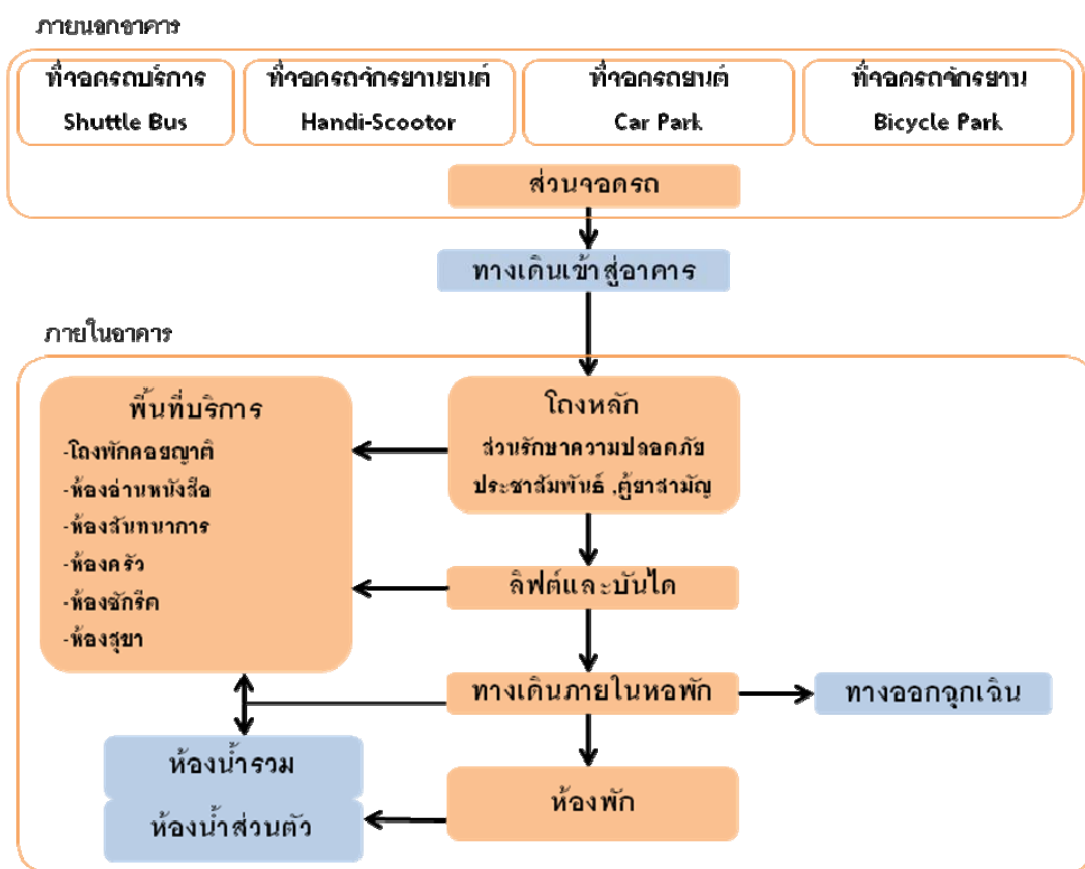 ภายนอกอาคาร
ที่จอดรถบริการ
Shuttle Bus
ที่จอดรถจักรยานยนต์
Handi-Scootor
ที่จอดรถยนต์
Car Park
ที่จอดรถจักรยาน
Bicycle Park
ส่วนจอดรถ
ทางเดินเข้าสู่อาคาร
ภายในอาคาร
พื้นที่บริการ
-โถงพักคอยญาติ
-ห้องอ่านหนังสือ
-ห้องสันทนาการ
-ห้องครัว
-ห้องซักรีด
-ห้องสุขา
โถงหลัก
ส่วนรักษาความปลอดภัย
ประชาสัมพันธ์ ,ตู้ยาสามัญ
ลิฟต์และบันได
ทางเดินภายในหอพัก
ทางออกฉุกเฉิน
ห้องน้ำรวม
ห้องน้ำส่วนตัว
ห้องพัก